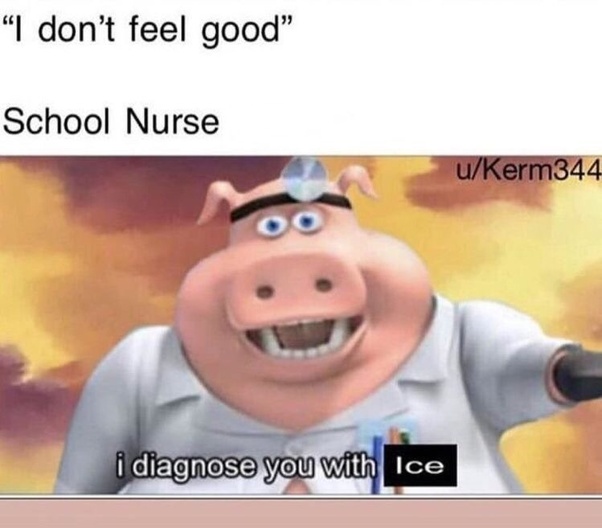 “I don’t feel good”
School Nurse
u/Kerm344
i diagnose you with Ice